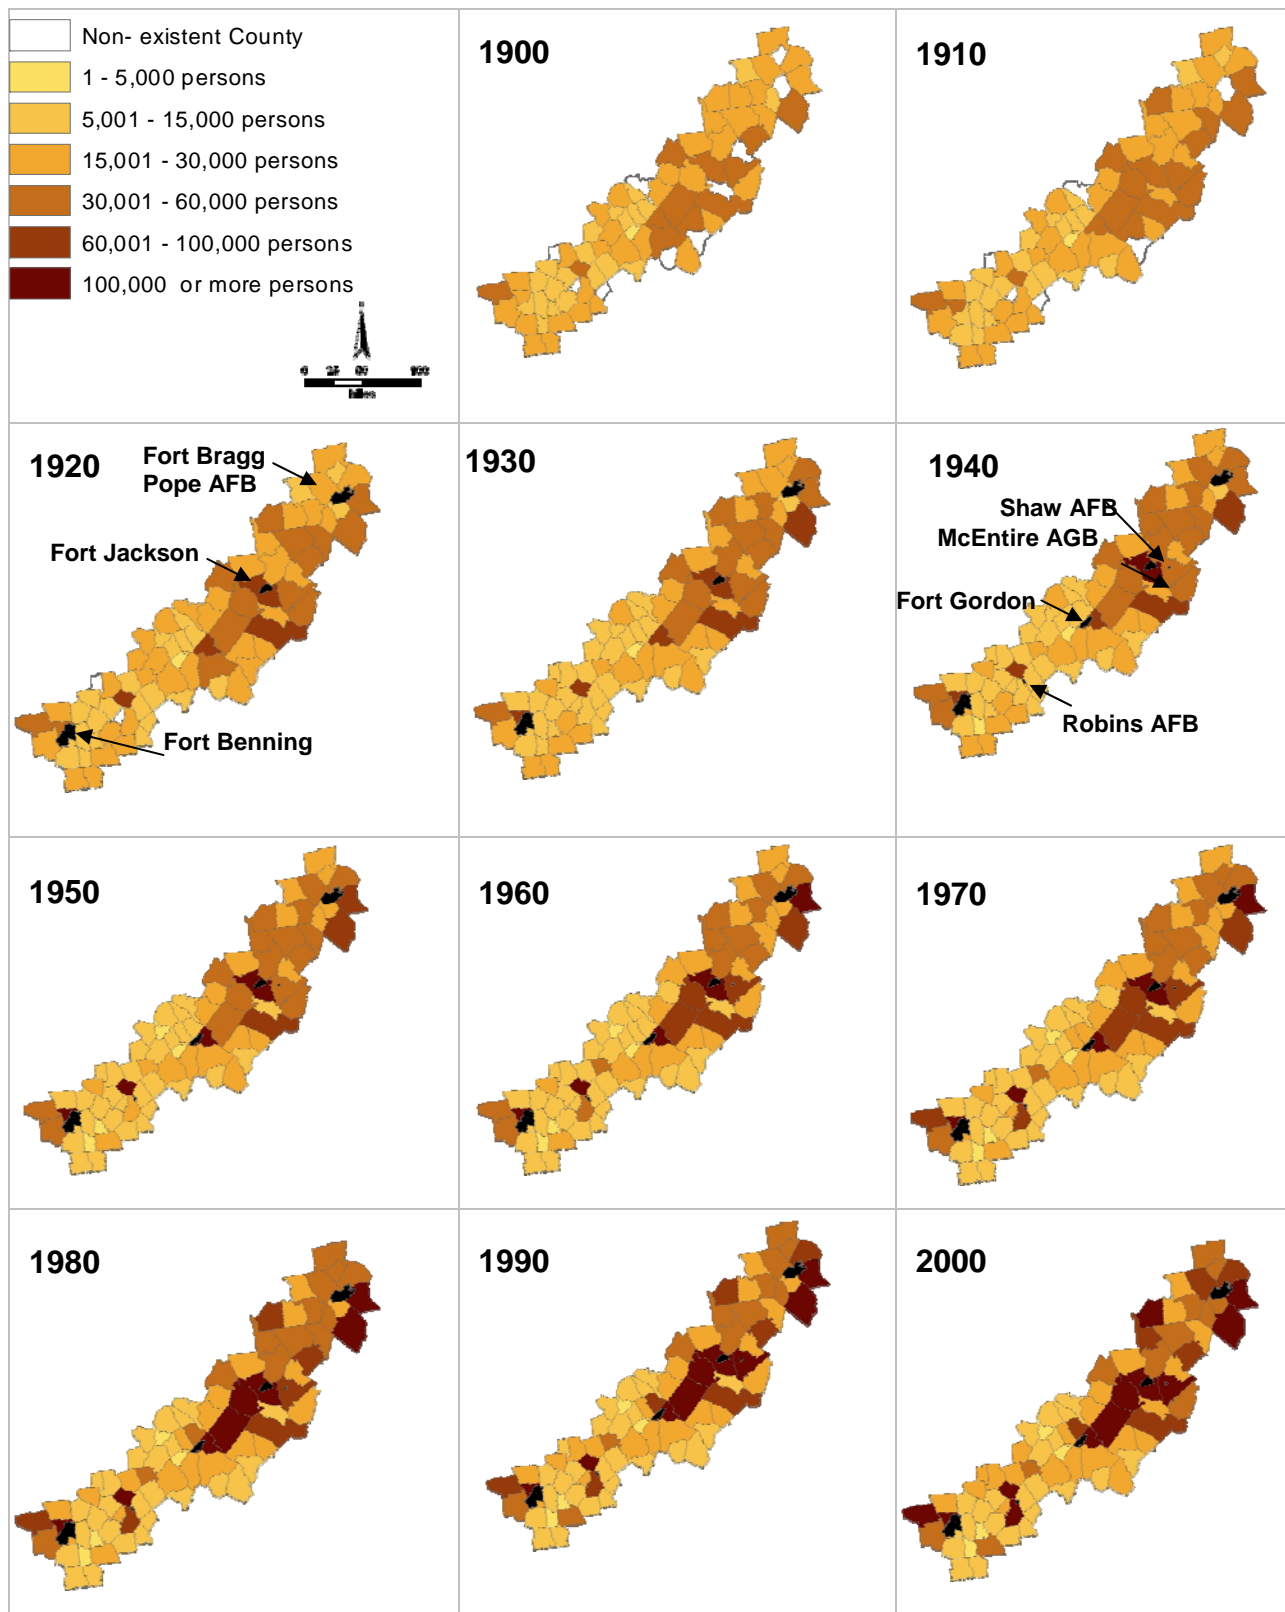 Non- existent County
1 - 5,000 persons
5,001 - 15,000 persons
15,001 - 30,000 persons
30,001 - 60,000 persons
60,001 - 100,000 persons
100,000 or more persons
1900
1910
1920
Fort Bragg
Pope AFB
Fort Jackson
Fort Benning
1930
1940
Shaw AFB
McEntire AGB
Fort Gordon
Robins AFB
1950
1960
1970
1980
1990
2000